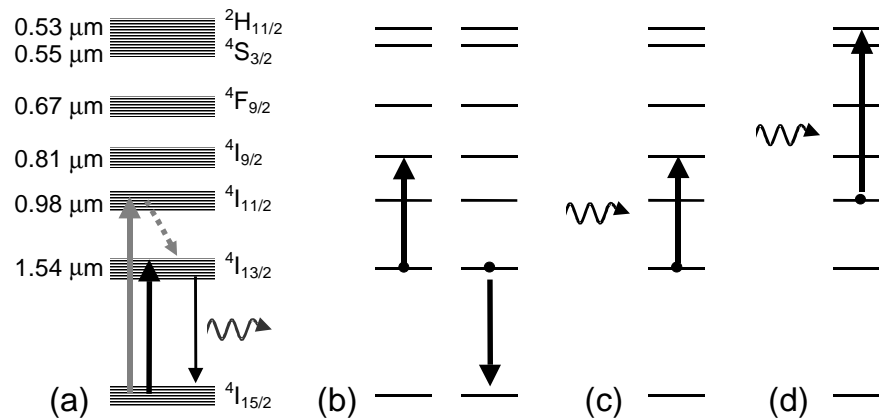 0.53 μm ²H₁₁/₂
0.55 μm ⁴S₃/₂
0.67 μm ⁴F₉/₂
0.81 μm ⁴I₉/₂
0.98 μm ⁴I₁₁/₂
1.54 μm ⁴I₁₃/₂
⁴I₁₅/₂
(a) (b) (c) (d)